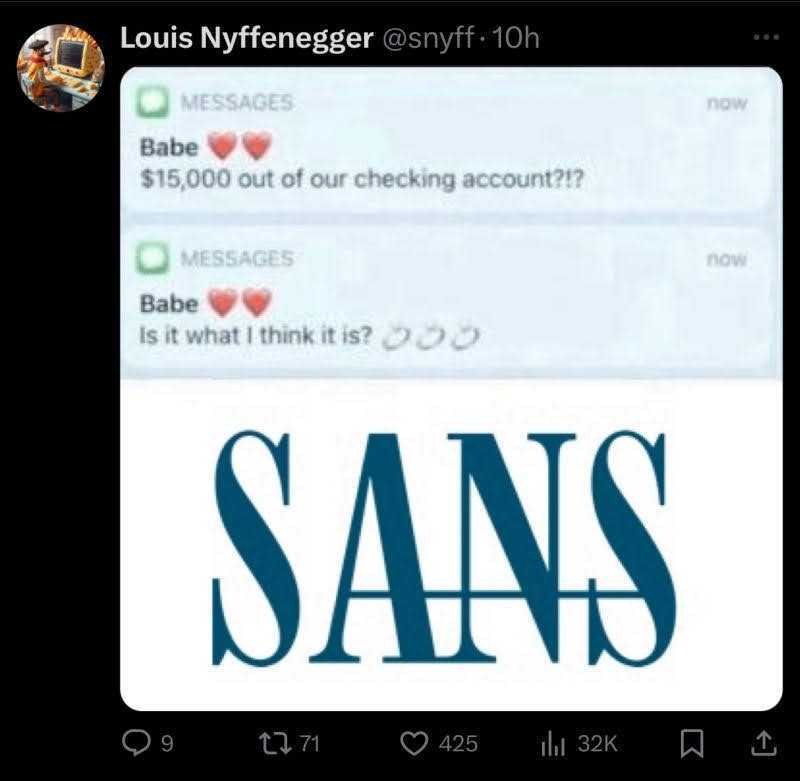 Louis Nyffenegger @snyff · 10h
MESSAGES now
Babe ❤️❤️
$15,000 out of our checking account?!?
MESSAGES now
Babe ❤️❤️
Is it what I think it is? 💍💍💍
SANS
9 71 425 32K